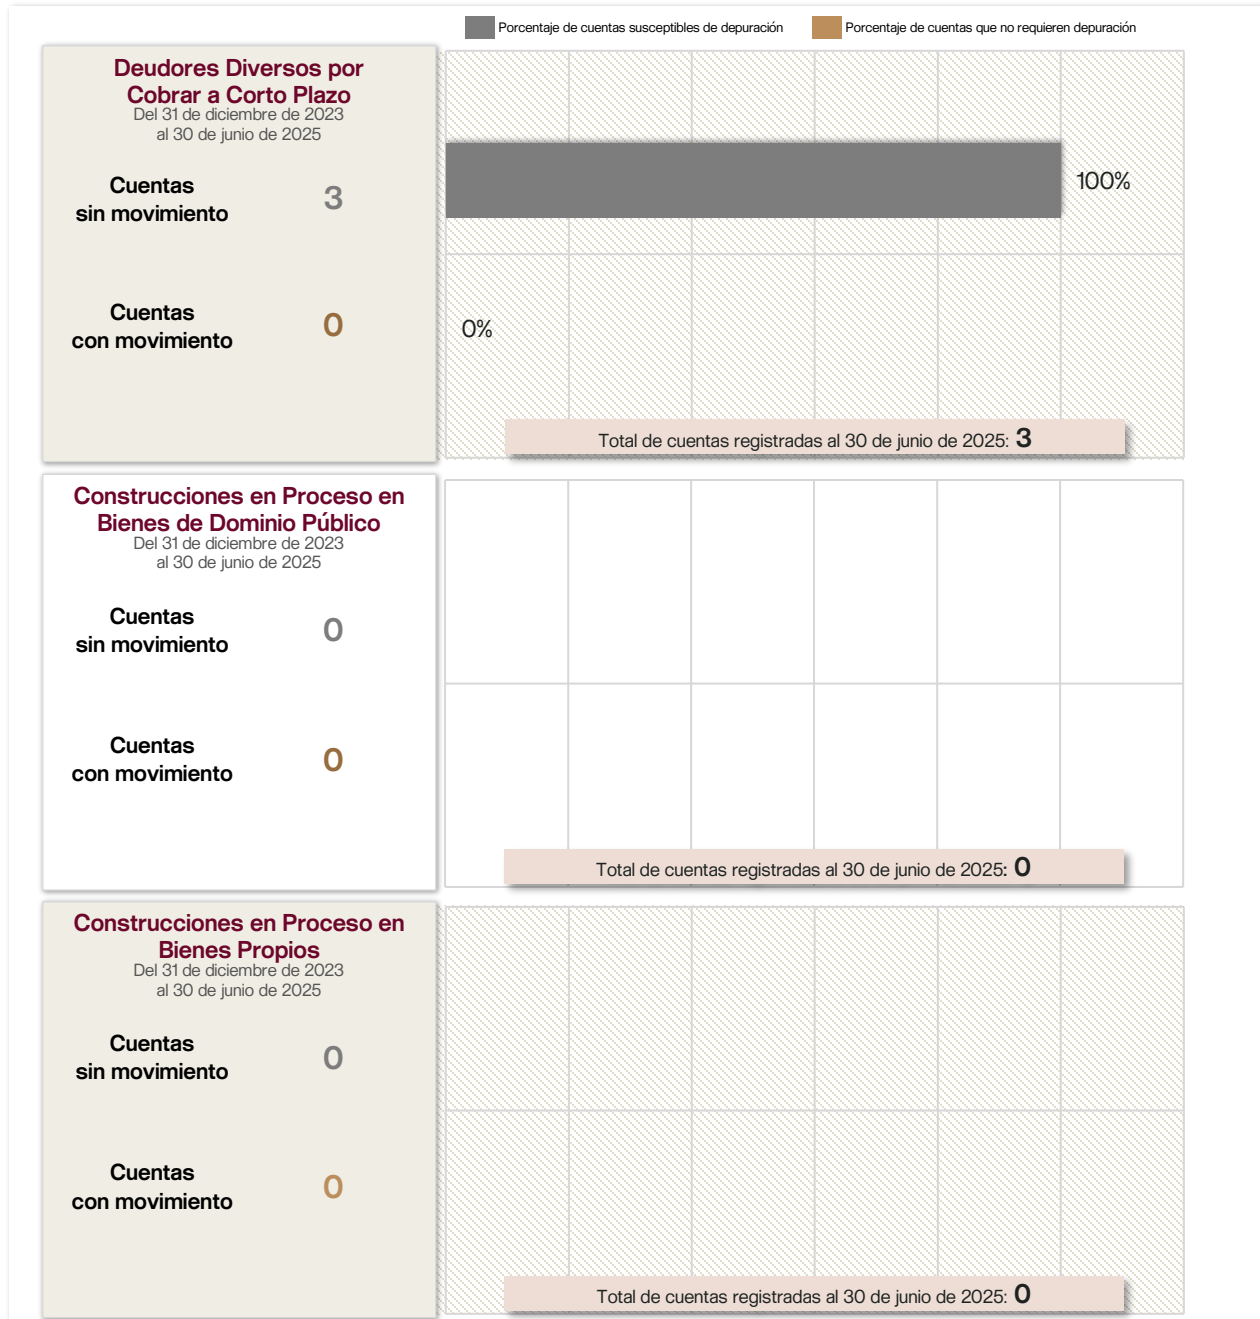 Porcentaje de cuentas susceptibles de depuración
Porcentaje de cuentas que no requieren depuración
Deudores Diversos por
Cobrar a Corto Plazo
Del 31 de diciembre de 2023
al 30 de junio de 2025
Cuentas
sin movimiento
3
100%
Cuentas
con movimiento
0
0%
Total de cuentas registradas al 30 de junio de 2025: 3
Construcciones en Proceso en
Bienes de Dominio Público
Del 31 de diciembre de 2023
al 30 de junio de 2025
Cuentas
sin movimiento
0
Cuentas
con movimiento
0
Total de cuentas registradas al 30 de junio de 2025: 0
Construcciones en Proceso en
Bienes Propios
Del 31 de diciembre de 2023
al 30 de junio de 2025
Cuentas
sin movimiento
0
Cuentas
con movimiento
0
Total de cuentas registradas al 30 de junio de 2025: 0